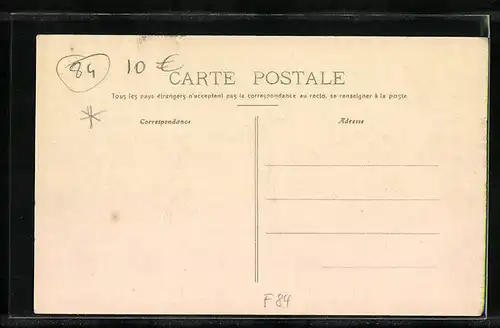 84 10 €
CARTE POSTALE
Tous les pays étrangers n'acceptent pas la correspondance au recto, se renseigner à la poste
Correspondance Adresse
F 84